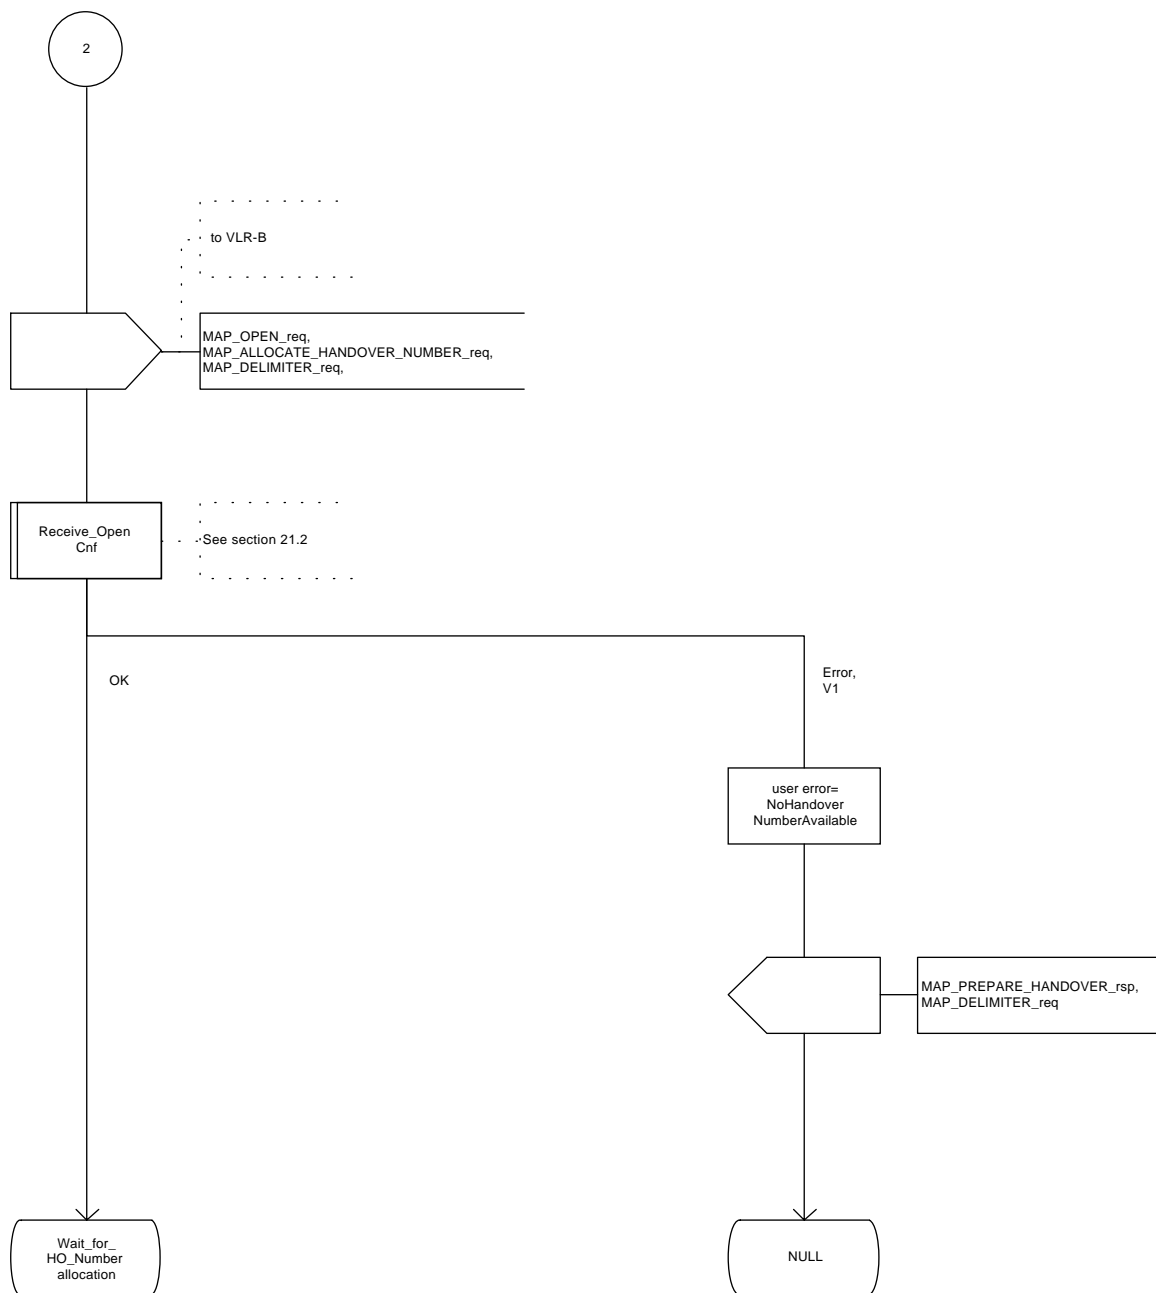 2
to VLR-B
MAP_OPEN_req,
MAP_ALLOCATE_HANDOVER_NUMBER_req,
MAP_DELIMITER_req,
Receive_Open
Cnf
See section 21.2
OK
Error,
V1
user error=
NoHandover
NumberAvailable
MAP_PREPARE_HANDOVER_rsp,
MAP_DELIMITER_req
Wait_for_
HO_Number
allocation
NULL